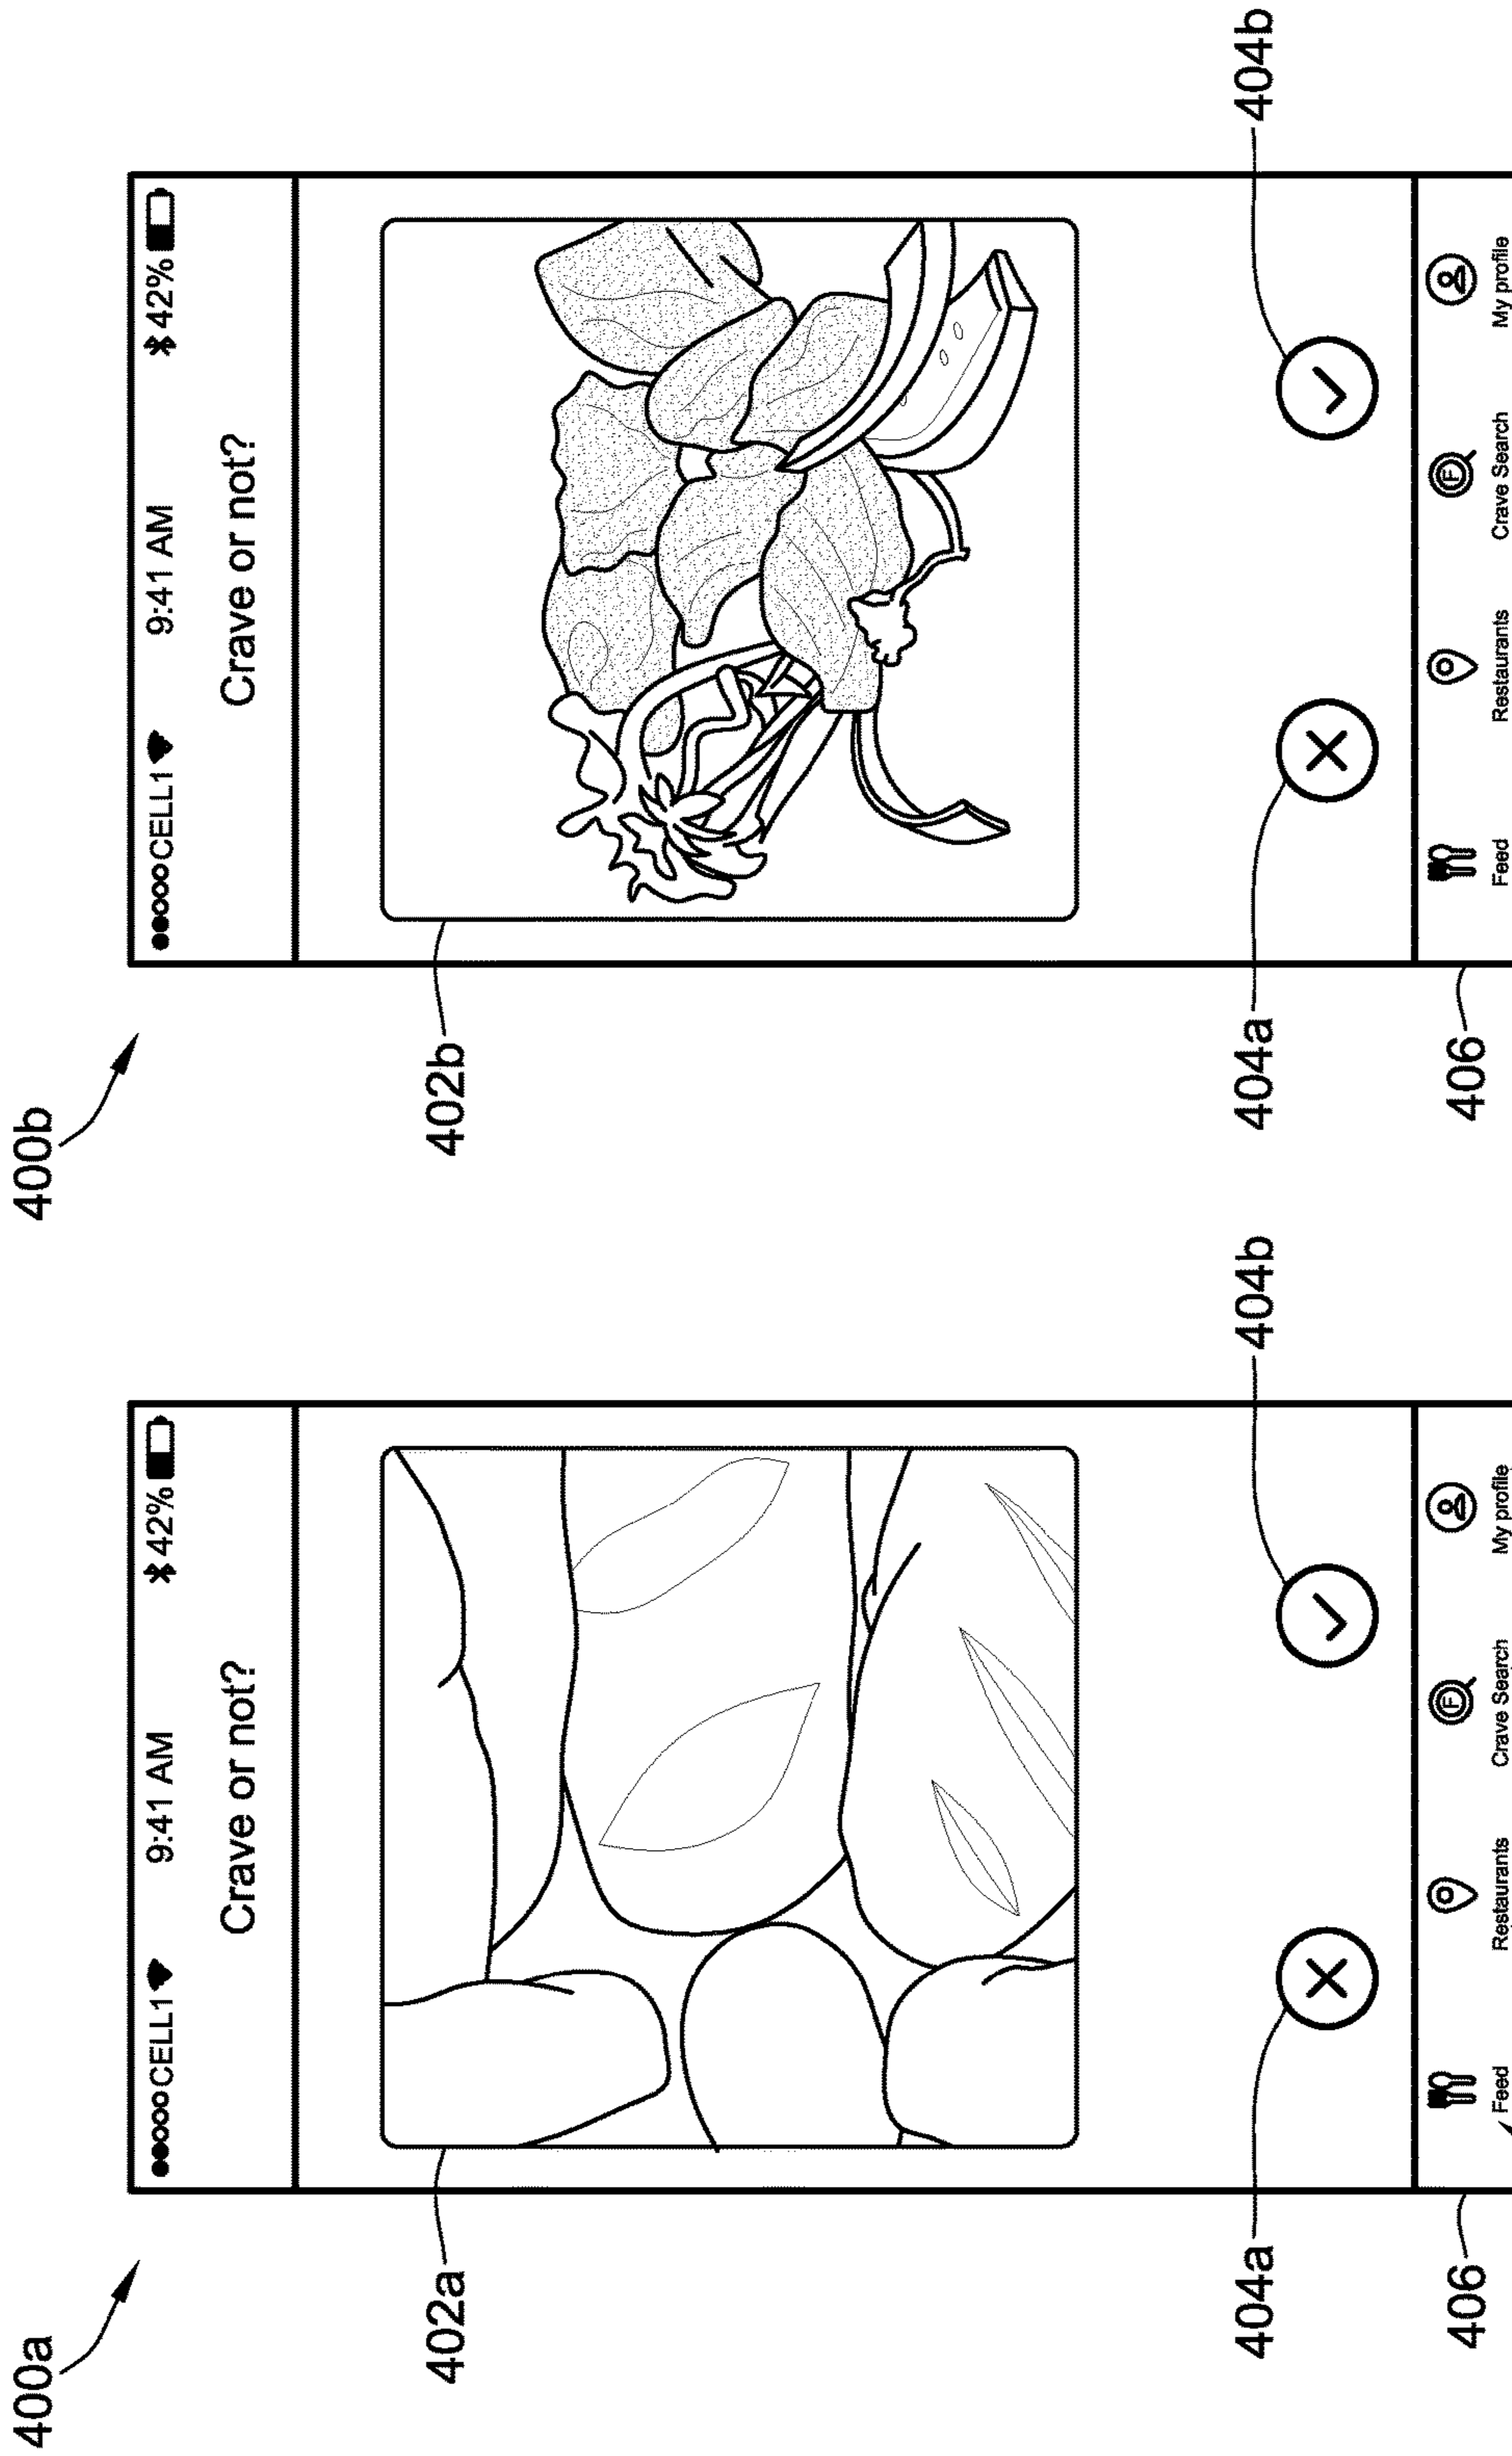 400a
●●○○○CELL1 9:41 AM 42%
Crave or not?
402a
404a
404b
406
Feed Restaurants Crave Search My profile
400b
●●○○○CELL1 9:41 AM 42%
Crave or not?
402b
404a
404b
406
Feed Restaurants Crave Search My profile